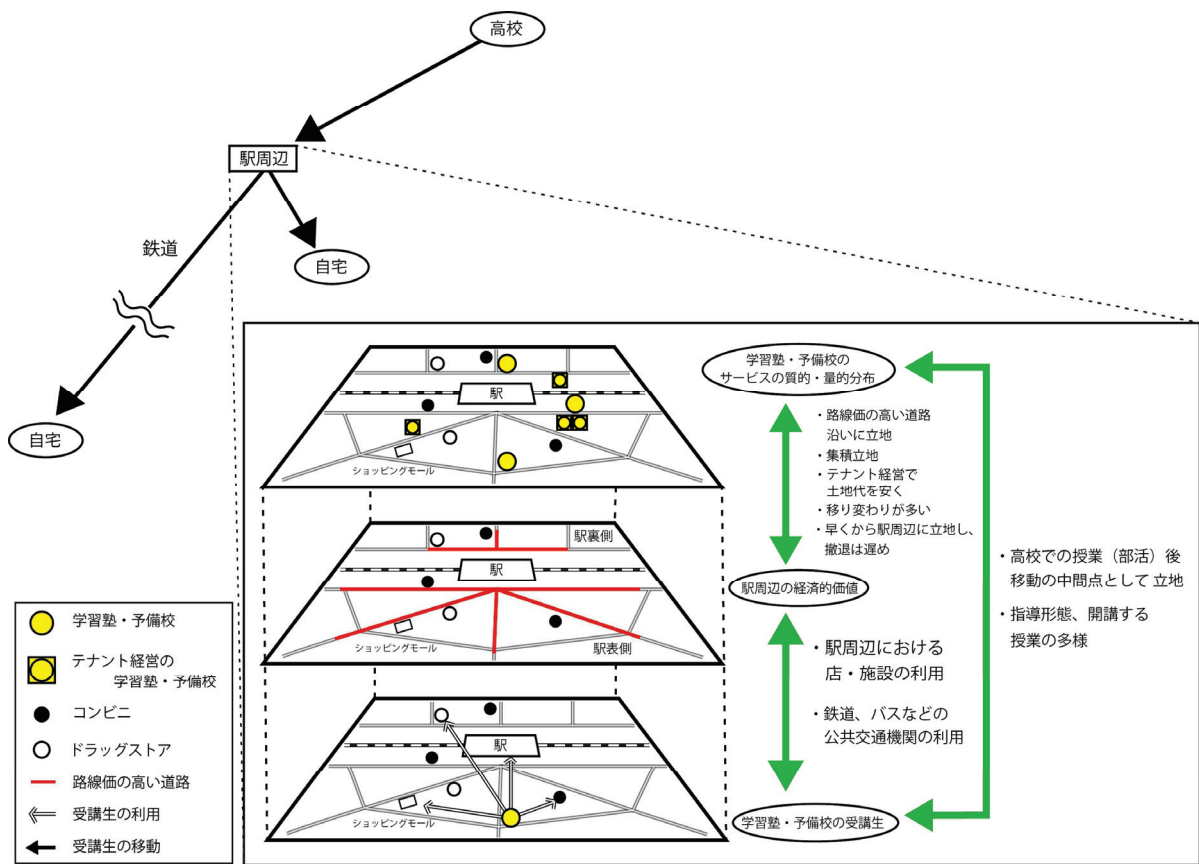 高校
駅周辺
鉄道
自宅
自宅
駅
ショッピングモール
駅裏側
駅
ショッピングモール
駅表側
駅
ショッピングモール
学習塾・予備校の
サービスの質的・量的分布
・路線価の高い道路
沿いに立地
・集積立地
・テナント経営で
土地代を安く
・移り変わりが多い
・早くから駅周辺に立地し、
撤退は遅め
駅周辺の経済的価値
・駅周辺における
店・施設の利用
・鉄道、バスなどの
公共交通機関の利用
学習塾・予備校の受講生
・高校での授業（部活）後
移動の中間点として 立地
・指導形態、開講する
授業の多様
学習塾・予備校
テナント経営の
学習塾・予備校
コンビニ
ドラッグストア
路線価の高い道路
受講生の利用
受講生の移動